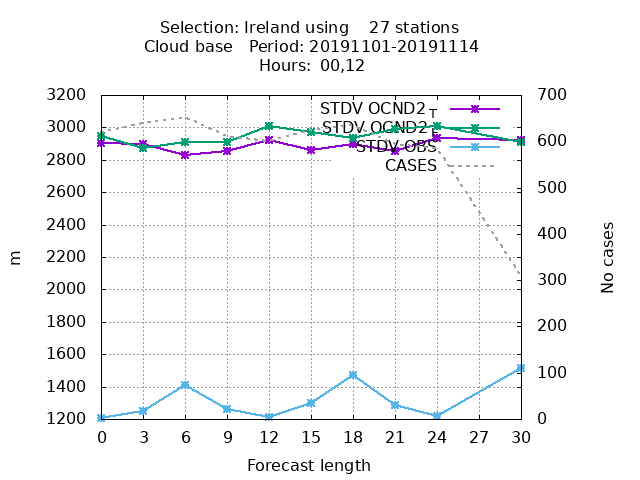 Selection: Ireland using 27 stations
Cloud base Period: 20191101-20191114
Hours: 00,12
3200
3000
2800
2600
2400
2200
2000
1800
1600
1400
1200
m
STDV OCND2 T
STDV OCND2 T
STDV OBS
CASES
700
600
500
400
300
200
100
0
No cases
0 3 6 9 12 15 18 21 24 27 30
Forecast length